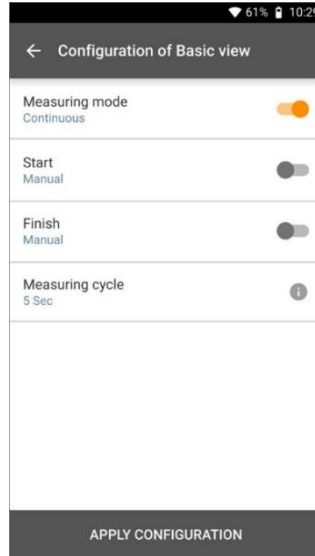 61% 10:29
Configuration of Basic view
Measuring mode
Continuous
Start
Manual
Finish
Manual
Measuring cycle
5 Sec
APPLY CONFIGURATION